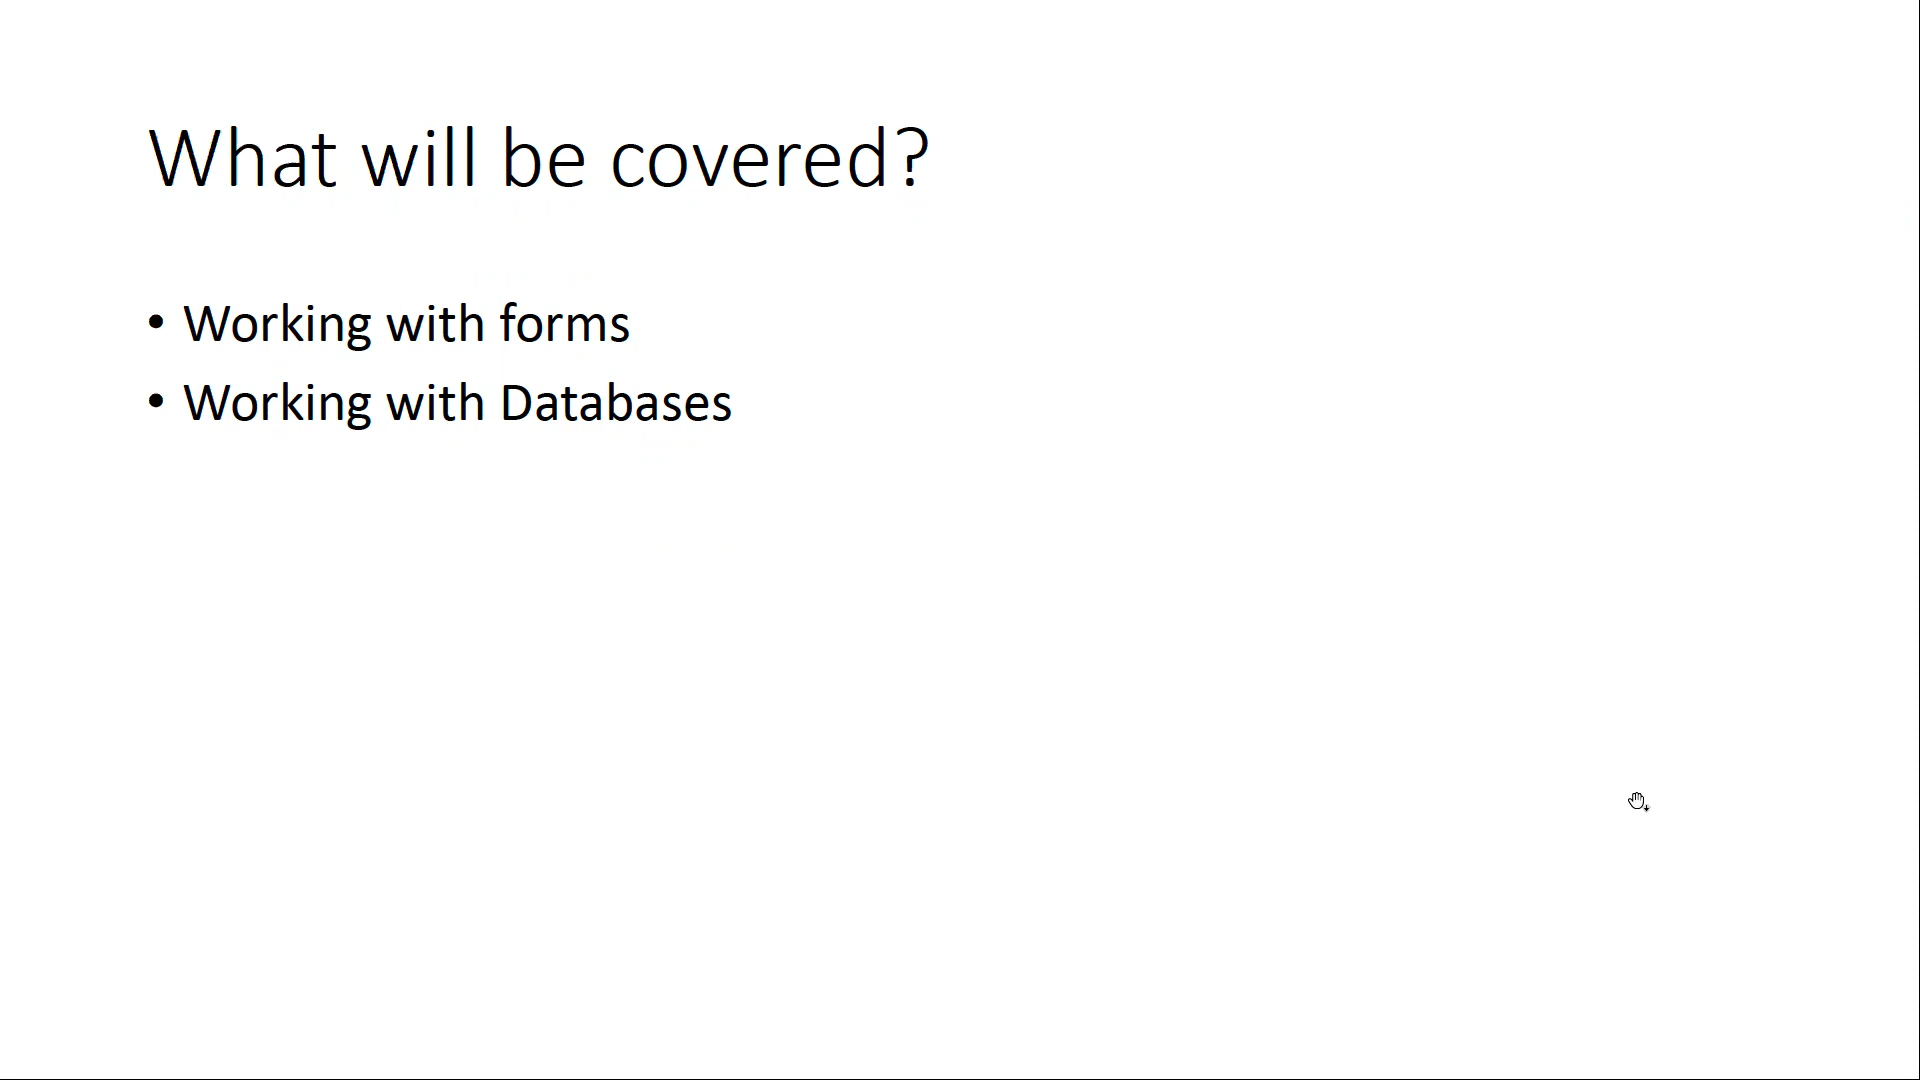 What will be covered?
• Working with forms
• Working with Databases